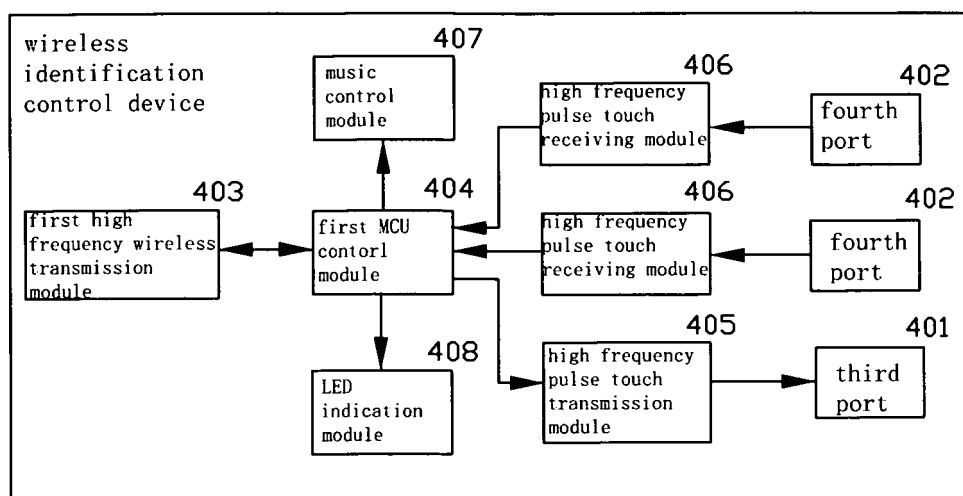 wireless
identification
control device
407
music
control
module
406
high frequency
pulse touch
receiving module
402
fourth
port
403
first high
frequency wireless
transmission
module
404
first MCU
contorl
module
406
high frequency
pulse touch
receiving module
402
fourth
port
408
LED
indication
module
405
high frequency
pulse touch
transmission
module
401
third
port